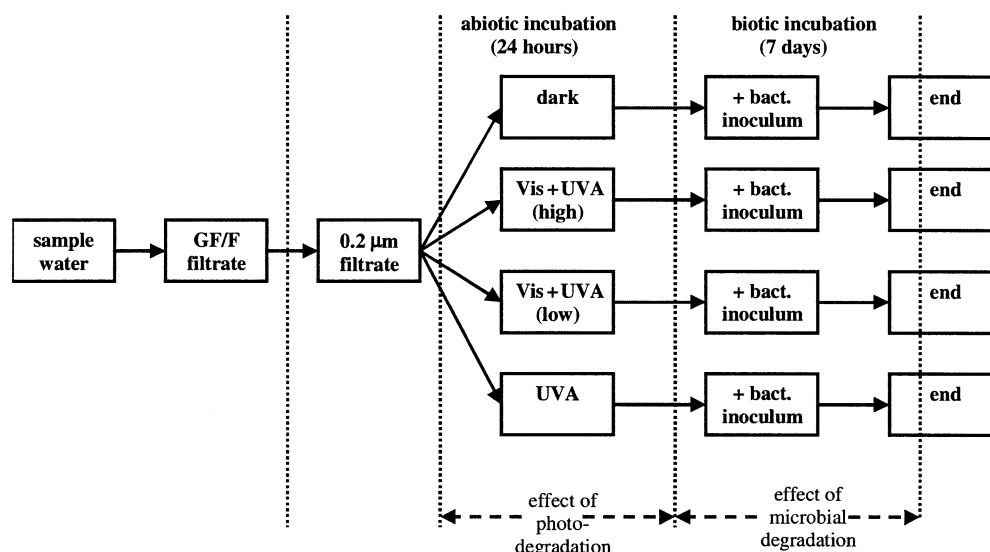 abiotic incubation
(24 hours)
biotic incubation
(7 days)
dark
+ bact.
inoculum
end
Vis + UVA
(high)
+ bact.
inoculum
end
sample
water
GF/F
filtrate
0.2 µm
filtrate
Vis + UVA
(low)
+ bact.
inoculum
end
UVA
+ bact.
inoculum
end
effect of
photo-
degradation
effect of
microbial
degradation